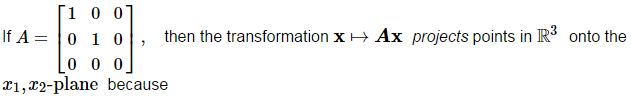 If A = [1 0 0; 0 1 0; 0 0 0], then the transformation x ↦ Ax projects points in ℝ³ onto the
x1,x2-plane because